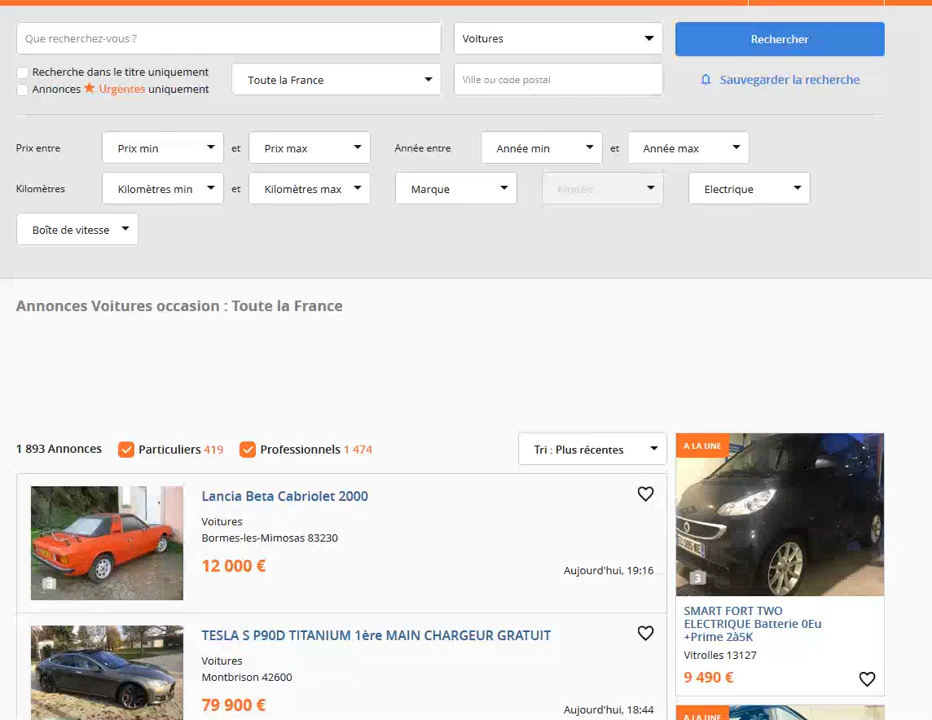 Que recherchez-vous ?
Voitures
Rechercher
Recherche dans le titre uniquement
Annonces Urgentes uniquement
Toute la France
Ville ou code postal
Sauvegarder la recherche
Prix entre
Prix min
et
Prix max
Année entre
Année min
et
Année max
Kilomètres
Kilomètres min
et
Kilomètres max
Marque
Modèle
Electrique
Boîte de vitesse
Annonces Voitures occasion : Toute la France
1 893 Annonces
Particuliers 419
Professionnels 1 474
Tri : Plus récentes
Lancia Beta Cabriolet 2000
Voitures
Bormes-les-Mimosas 83230
12 000 €
Aujourd'hui, 19:16
3
TESLA S P90D TITANIUM 1ère MAIN CHARGEUR GRATUIT
Voitures
Montbrison 42600
79 900 €
Aujourd'hui, 18:44
A LA UNE
3
SMART FORT TWO
ELECTRIQUE Batterie 0Eu
+Prime 2à5K
Vitrolles 13127
9 490 €
A LA UNE